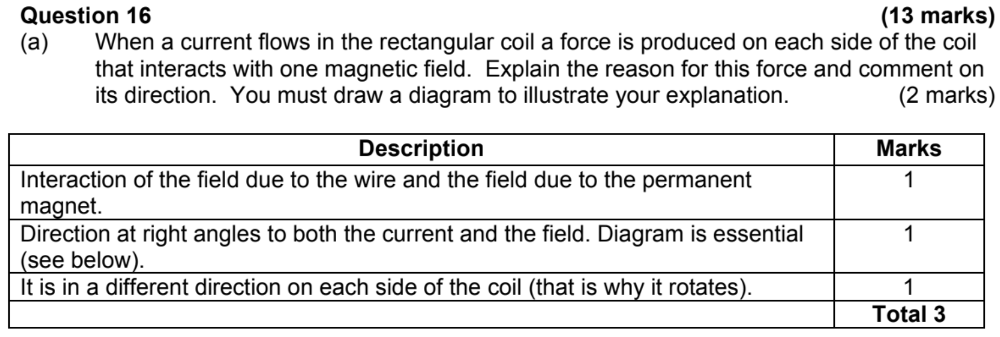 Question 16 (13 marks)
(a) When a current flows in the rectangular coil a force is produced on each side of the coil
that interacts with one magnetic field. Explain the reason for this force and comment on
its direction. You must draw a diagram to illustrate your explanation. (2 marks)
Description Marks
Interaction of the field due to the wire and the field due to the permanent 1
magnet.
Direction at right angles to both the current and the field. Diagram is essential 1
(see below).
It is in a different direction on each side of the coil (that is why it rotates). 1
Total 3